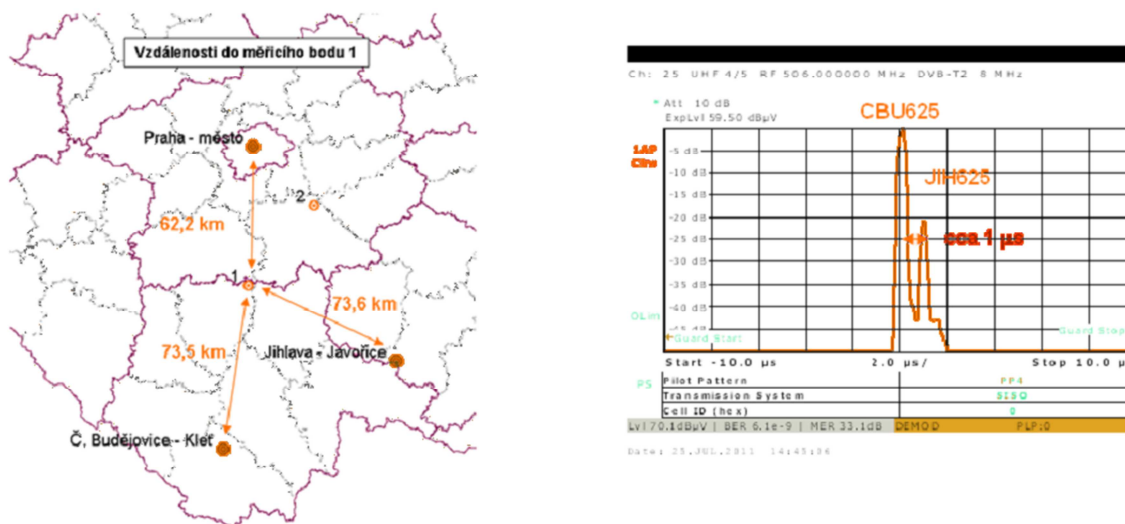 Vzdálenosti do měřicího bodu 1
Praha - město
2
62,2 km
1
73,6 km
73,5 km
Jihlava - Javořice
Č. Budějovice - Kleť
Ch: 25 UHF 4/5 RF 506.000000 MHz DVB-T2 8 MHz
* Att 10 dB
ExpLvl 59.50 dBµV
CBU625
1AP
Clrw
-5 dB
-10 dB
JIH625
-15 dB
-20 dB
-25 dB
cca 1 µs
-30 dB
-35 dB
-40 dB
OLim
-45 dB
Guard Start
Guard Stop
Start -10.0 µs 2.0 µs/ Stop 10.0 µ
PS
Pilot Pattern PP4
Transmission System SISO
Cell ID (hex) 0
Lvl 70.1dBµV | BER 6.1e-9 | MER 33.1dB DEMOD PLP:0
Date: 25.JUL.2011 14:45:06